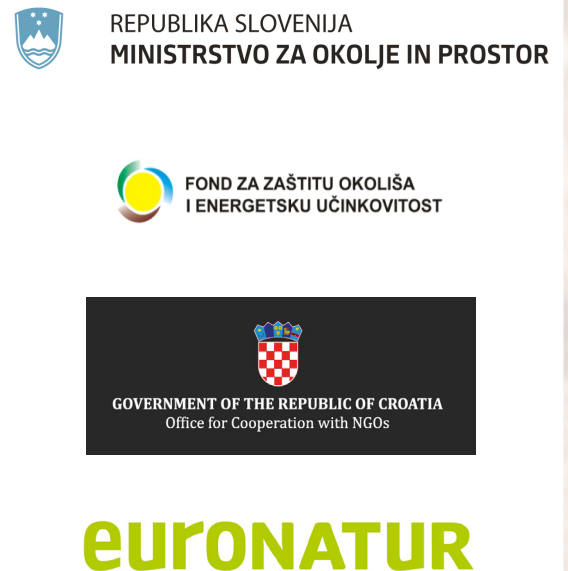 REPUBLIKA SLOVENIJA
MINISTRSTVO ZA OKOLJE IN PROSTOR
FOND ZA ZAŠTITU OKOLIŠA
I ENERGETSKU UČINKOVITOST
GOVERNMENT OF THE REPUBLIC OF CROATIA
Office for Cooperation with NGOs
euroNATUR